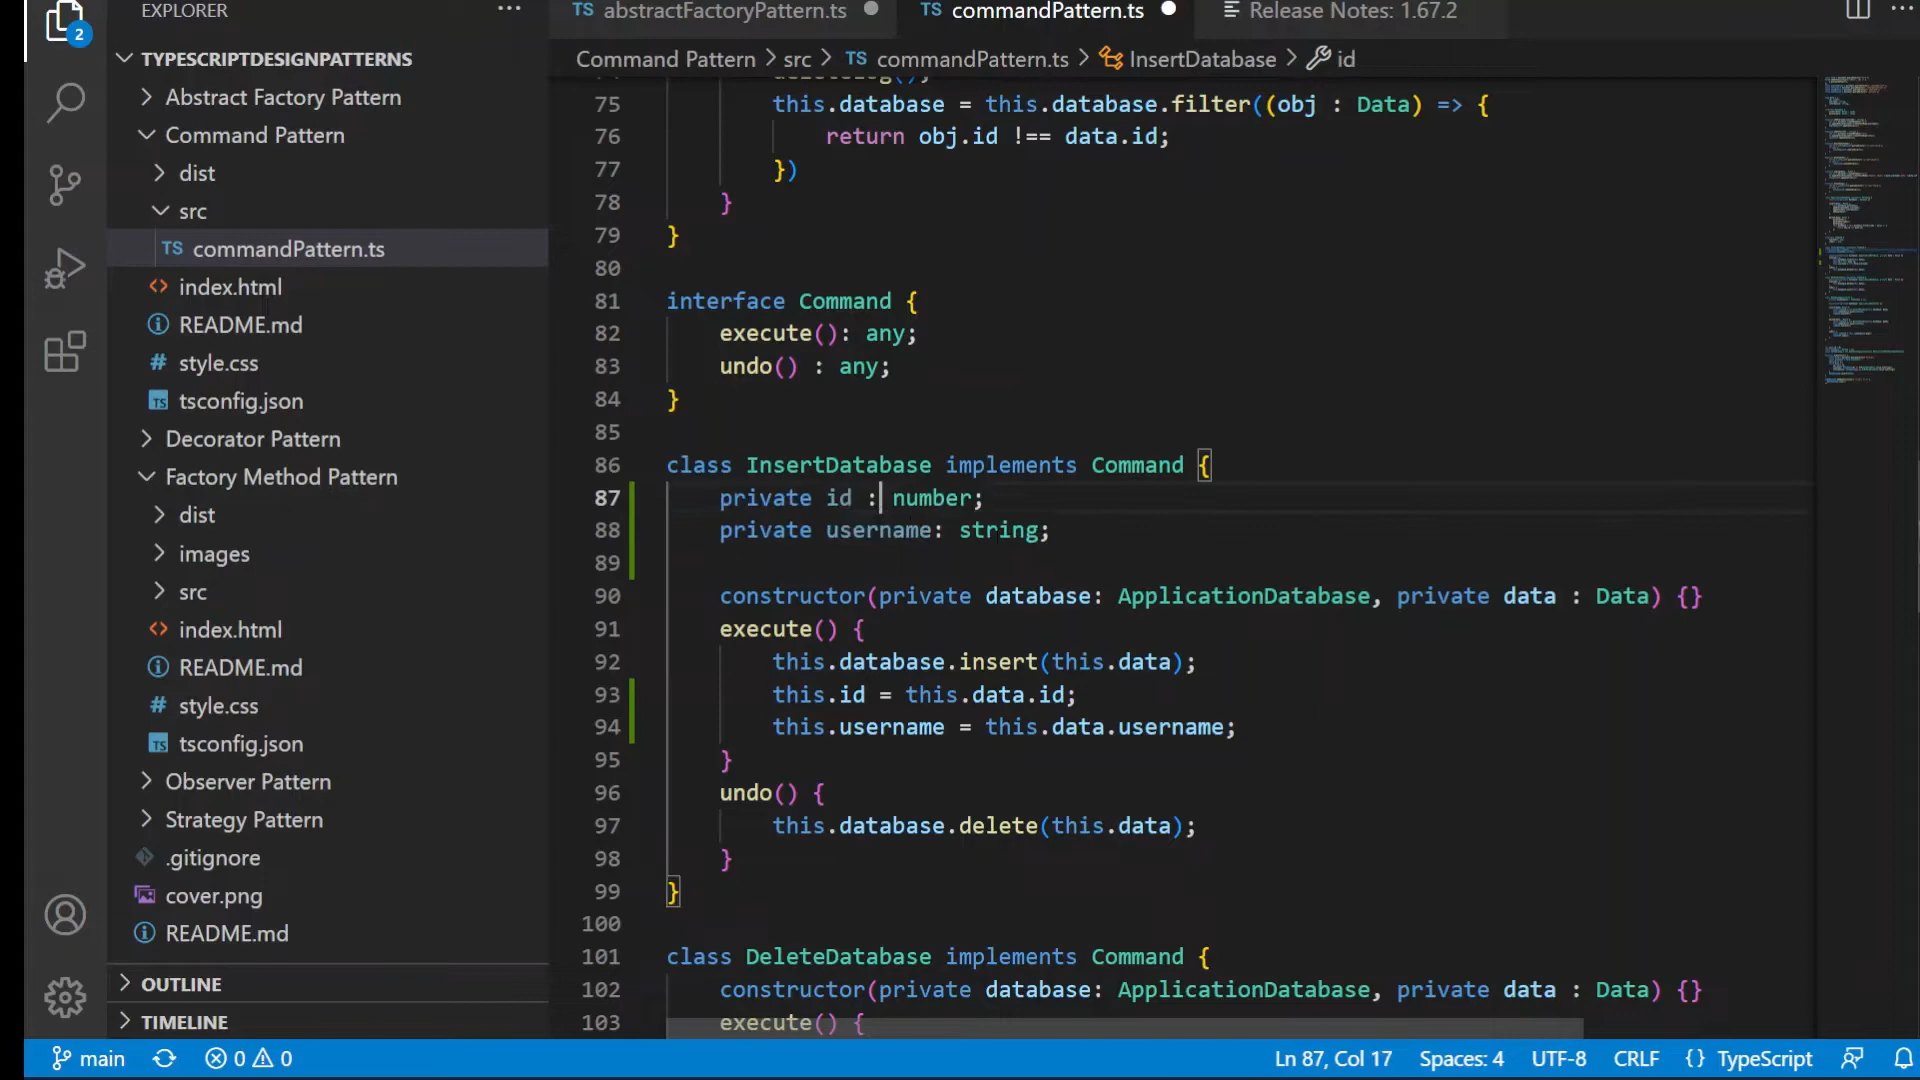 EXPLORER ...
TS abstractFactoryPattern.ts
TS commandPattern.ts
Release Notes: 1.67.2
...
2
Command Pattern > src > TS commandPattern.ts > InsertDatabase > id
TYPESCRIPTDESIGNPATTERNS
Abstract Factory Pattern
Command Pattern
dist
src
TS commandPattern.ts
<> index.html
README.md
# style.css
TS tsconfig.json
Decorator Pattern
Factory Method Pattern
dist
images
src
<> index.html
README.md
# style.css
TS tsconfig.json
Observer Pattern
Strategy Pattern
.gitignore
cover.png
README.md
OUTLINE
TIMELINE
75 this.database = this.database.filter((obj : Data) => {
76 return obj.id !== data.id;
77 })
78 }
79 }
80
81 interface Command {
82 execute(): any;
83 undo() : any;
84 }
85
86 class InsertDatabase implements Command {
87 private id : number;
88 private username: string;
89
90 constructor(private database: ApplicationDatabase, private data : Data) {}
91 execute() {
92 this.database.insert(this.data);
93 this.id = this.data.id;
94 this.username = this.data.username;
95 }
96 undo() {
97 this.database.delete(this.data);
98 }
99 }
100
101 class DeleteDatabase implements Command {
102 constructor(private database: ApplicationDatabase, private data : Data) {}
103 execute() {
main 0 0 Ln 87, Col 17 Spaces: 4 UTF-8 CRLF {} TypeScript